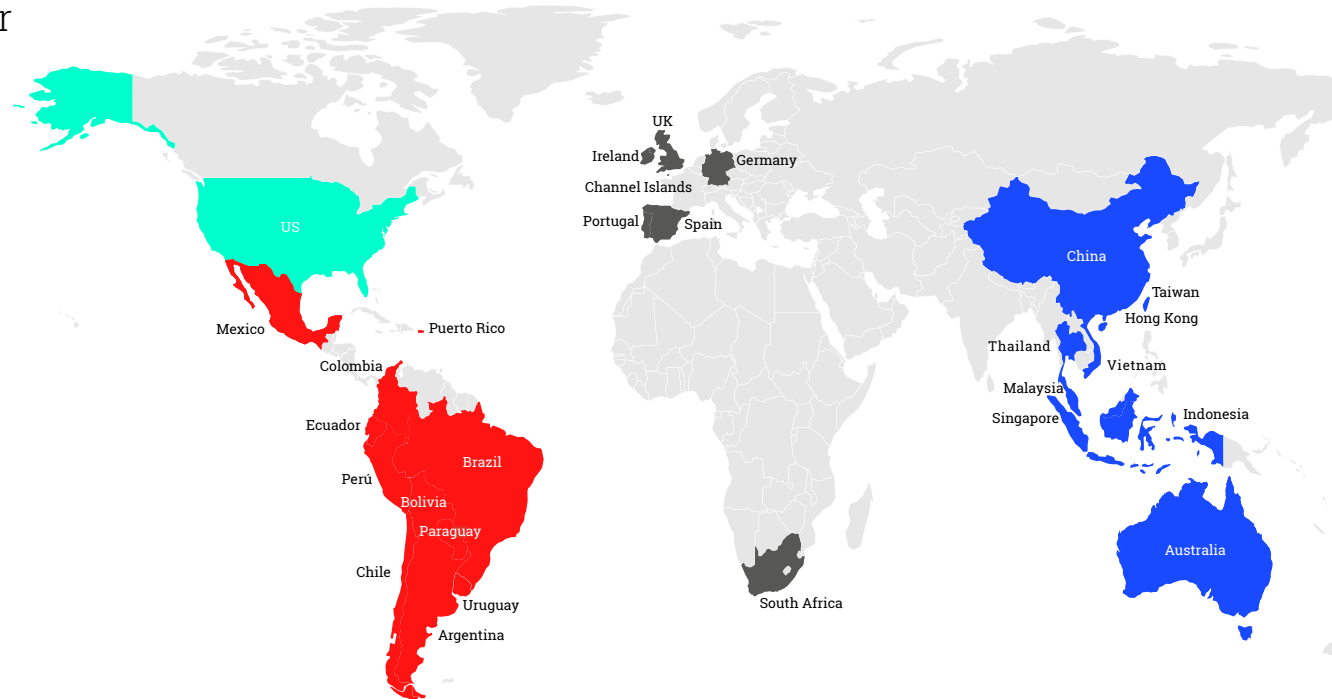 r
UK
Ireland
Germany
Channel Islands
Portugal
Spain
US
China
Taiwan
Hong Kong
Mexico
Puerto Rico
Thailand
Vietnam
Colombia
Malaysia
Singapore
Indonesia
Ecuador
Brazil
Perú
Bolivia
Paraguay
Australia
Chile
South Africa
Uruguay
Argentina